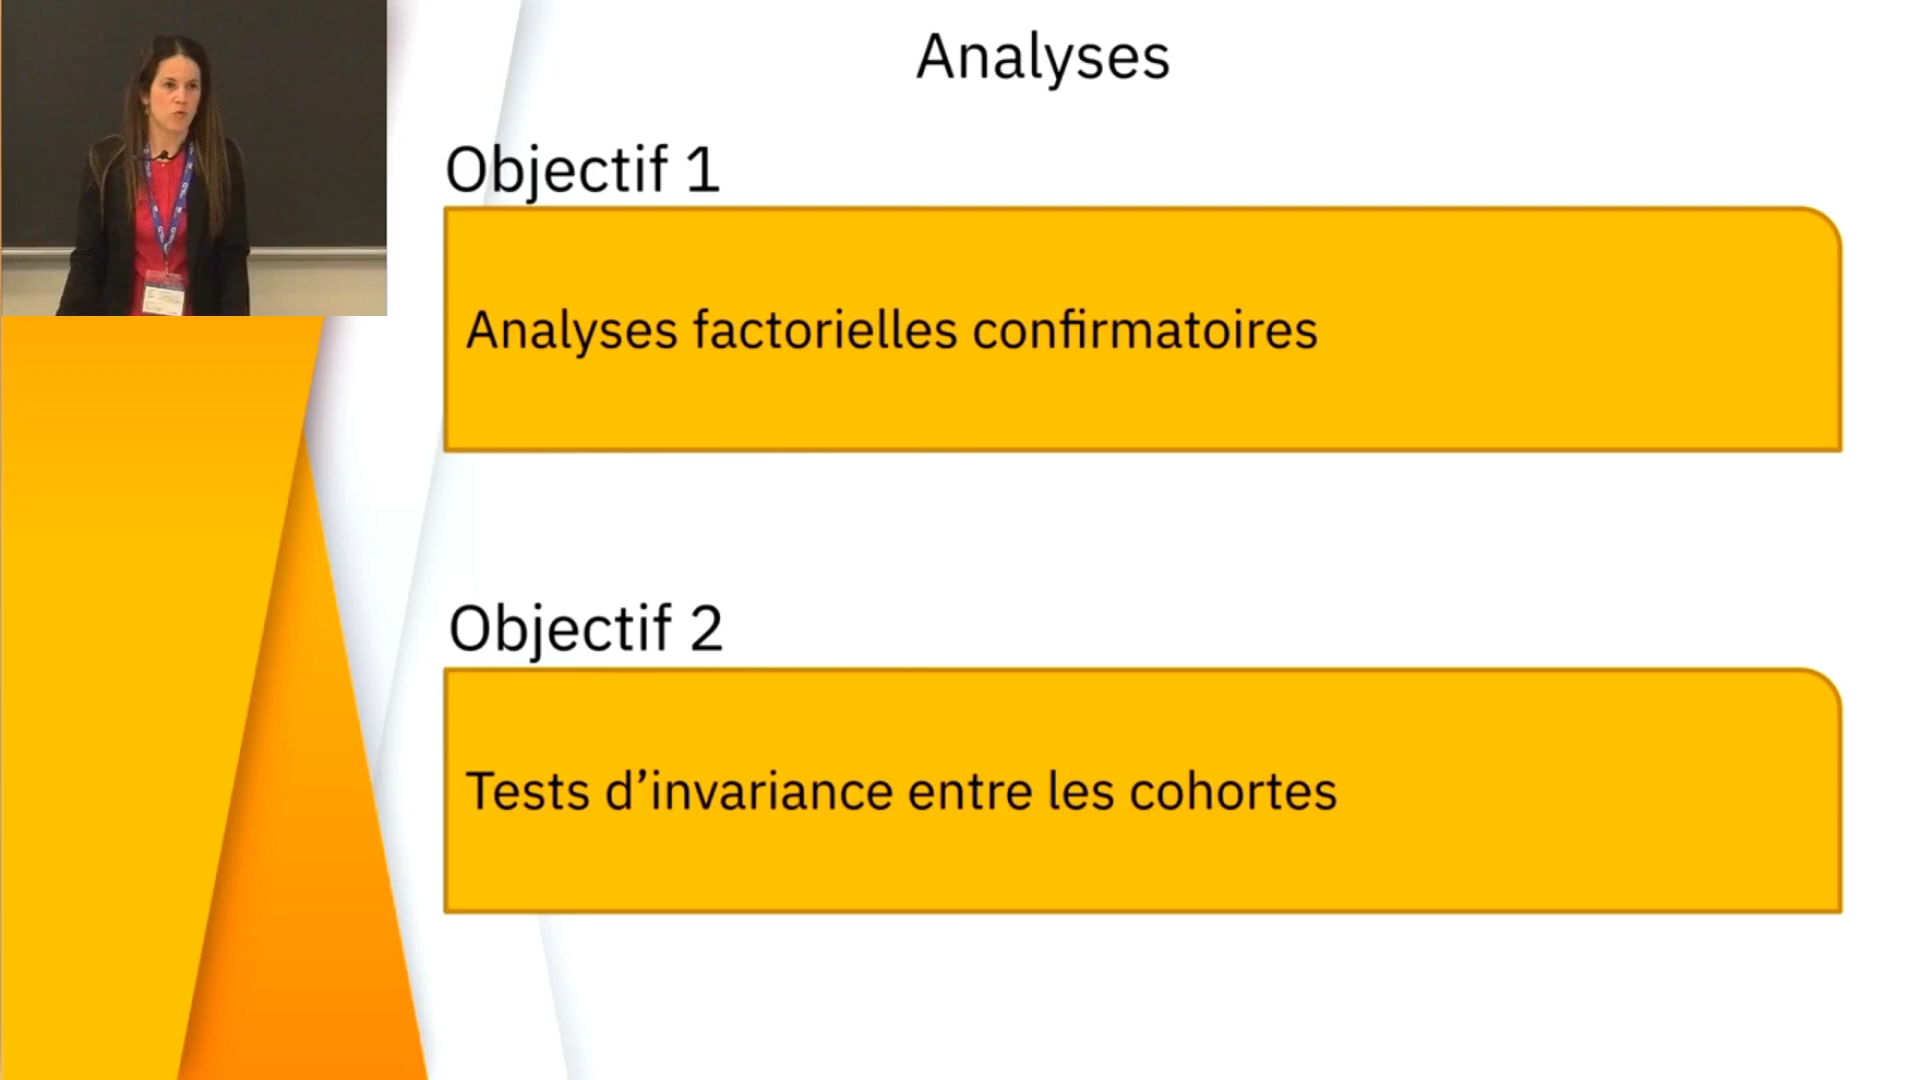 Analyses
Objectif 1
Analyses factorielles confirmatoires
Objectif 2
Tests d’invariance entre les cohortes